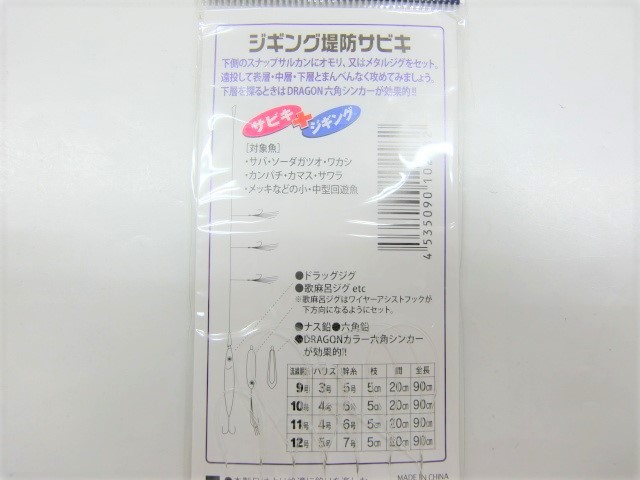 ジギング堤防サビキ
下側のスナップサルカンにオモリ、又はメタルジグをセット。
遠投して表層・中層・下層とまんべんなく攻めてみましょう。
下層を探るときはDRAGON六角シンカーが効果的!!
サビキ+ジギング
[対象魚]
・サバ・ソーダガツオ・ワカシ
・カンパチ・カマス・サワラ
・メッキなどの小・中型回遊魚
4 535090 10
●ドラッグジグ
●歌麻呂ジグ etc
※歌麻呂ジグはワイヤーアシストフックが
下方向になるようにセット。
●ナス鉛●六角鉛
●DRAGONカラー六角シンカー
が効果的!!
ハリス 幹糸 枝 間 全長
9号 3号 5号 5cm 20cm 90cm
10号 4号 6号 5cm 20cm 90cm
11号 4号 6号 5cm 20cm 90cm
12号 5号 7号 5cm 20cm 90cm
MADE IN CHINA